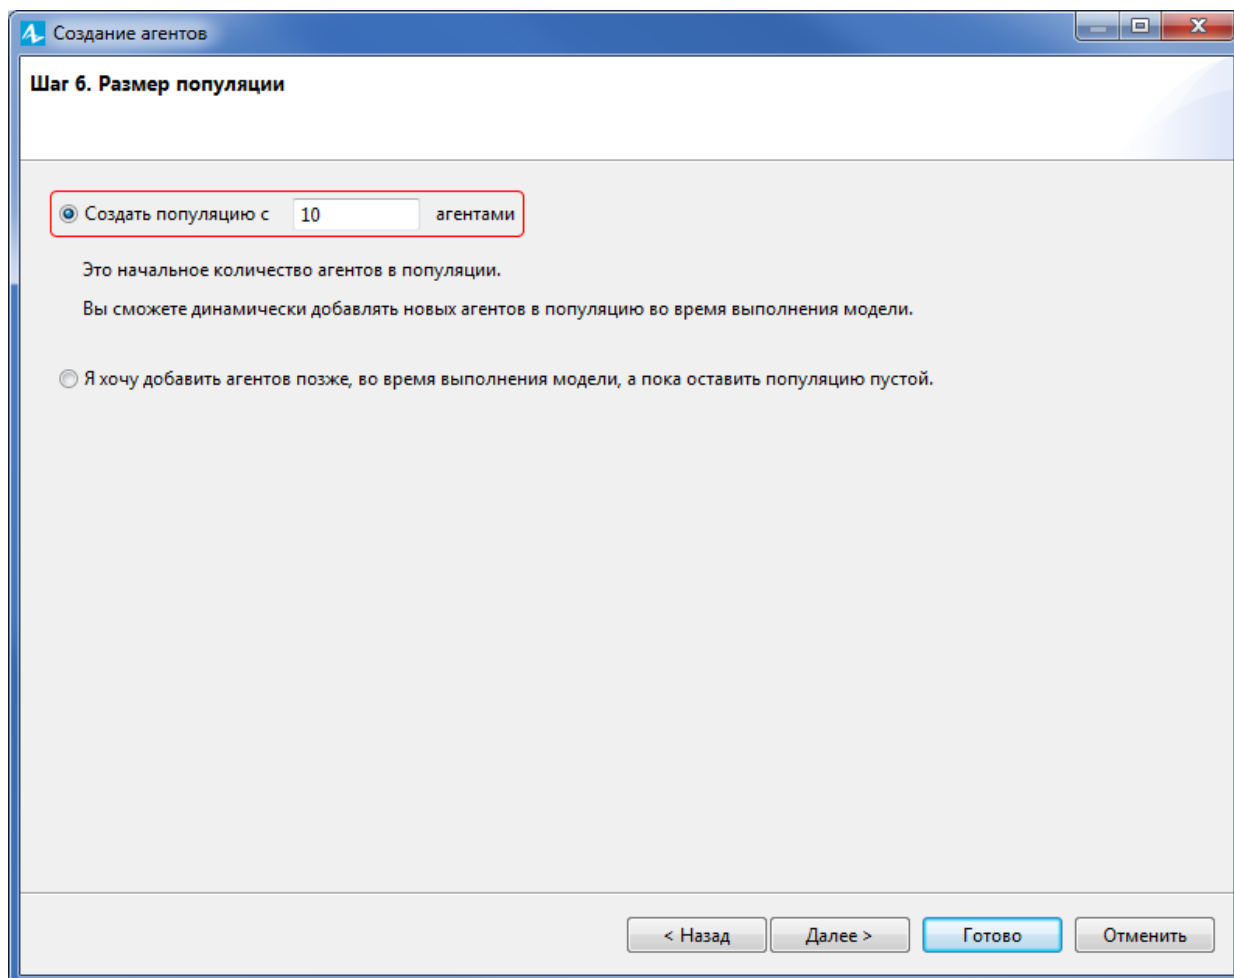 Создание агентов
Шаг 6. Размер популяции
Создать популяцию с 10 агентами
Это начальное количество агентов в популяции.
Вы сможете динамически добавлять новых агентов в популяцию во время выполнения модели.
Я хочу добавить агентов позже, во время выполнения модели, а пока оставить популяцию пустой.
< Назад Далее > Готово Отменить